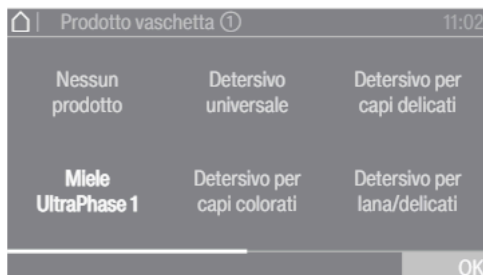 Prodotto vaschetta ① 11:02
Nessun Detersivo Detersivo per
prodotto universale capi delicati
Miele Detersivo per Detersivo per
UltraPhase 1 capi colorati lana/delicati
OK